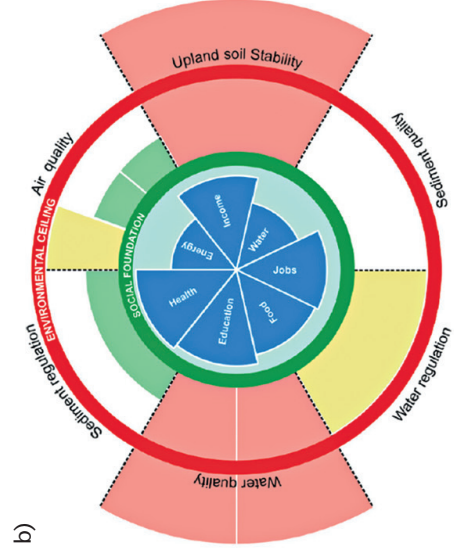 b)
ENVIRONMENTAL CEILING
SOCIAL FOUNDATION
Air quality
Upland soil Stability
Sediment quality
Water regulation
Water quality
Sediment regulation
Income
Water
Jobs
Food
Education
Health
Energy